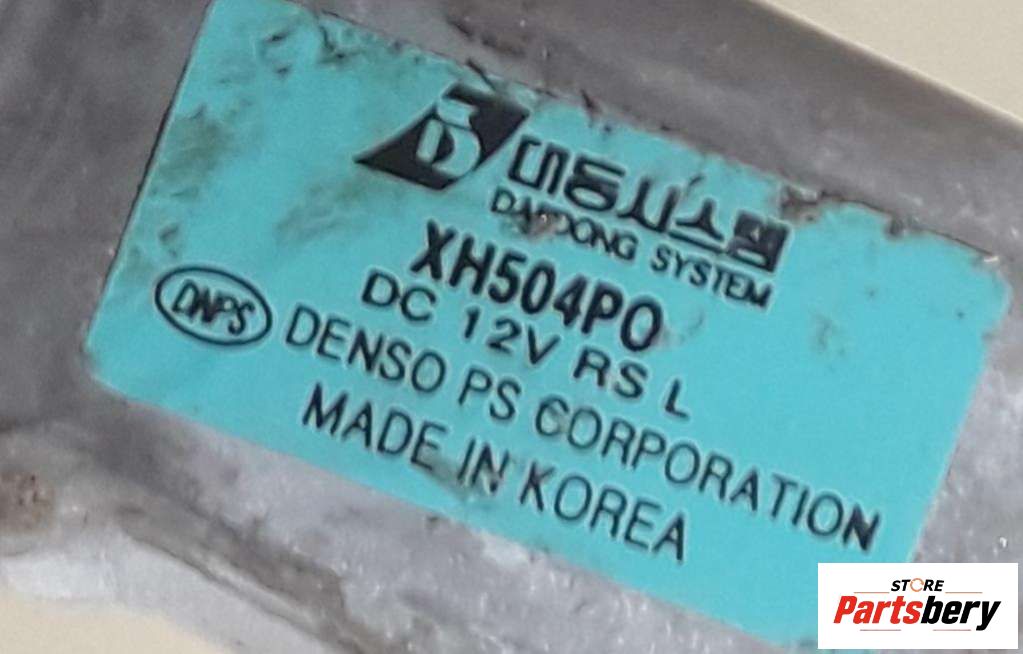 대동시스템
DAEDONG SYSTEM
XH504PO
DC 12V RS L
DNPS DENSO PS CORPORATION
MADE IN KOREA
STORE
Partsbery